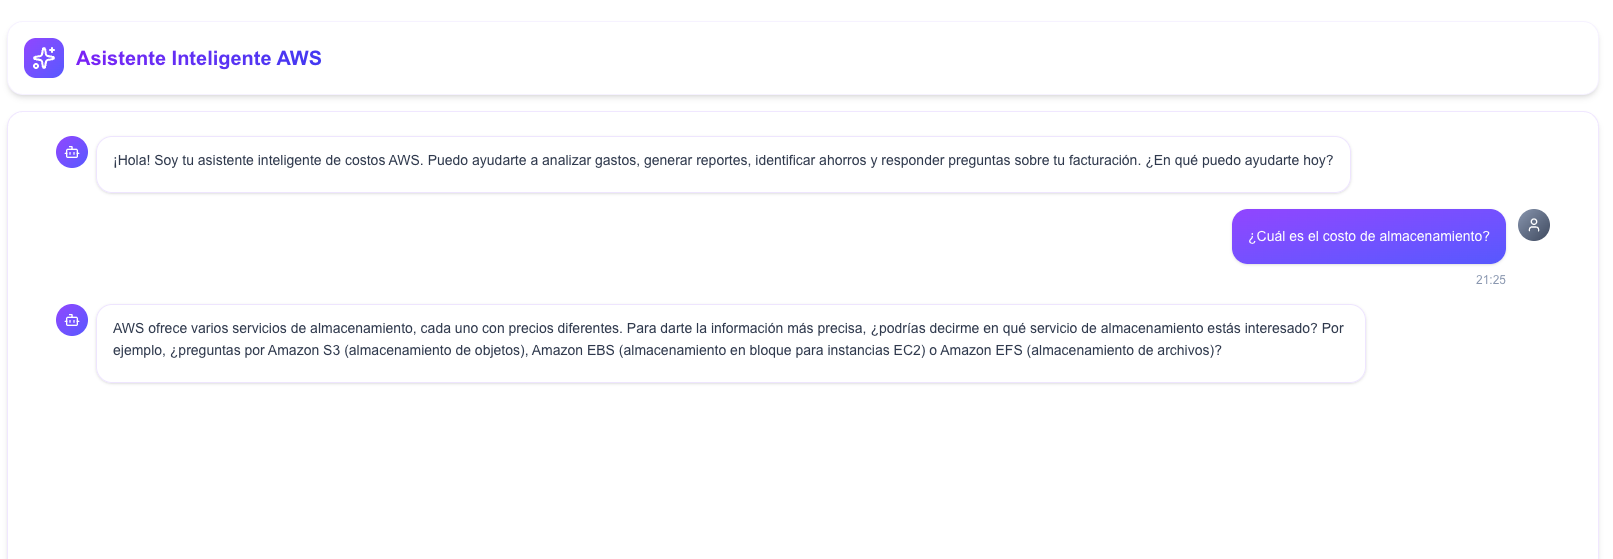 Asistente Inteligente AWS
¡Hola! Soy tu asistente inteligente de costos AWS. Puedo ayudarte a analizar gastos, generar reportes, identificar ahorros y responder preguntas sobre tu facturación. ¿En qué puedo ayudarte hoy?
¿Cuál es el costo de almacenamiento?
21:25
AWS ofrece varios servicios de almacenamiento, cada uno con precios diferentes. Para darte la información más precisa, ¿podrías decirme en qué servicio de almacenamiento estás interesado? Por
ejemplo, ¿preguntas por Amazon S3 (almacenamiento de objetos), Amazon EBS (almacenamiento en bloque para instancias EC2) o Amazon EFS (almacenamiento de archivos)?